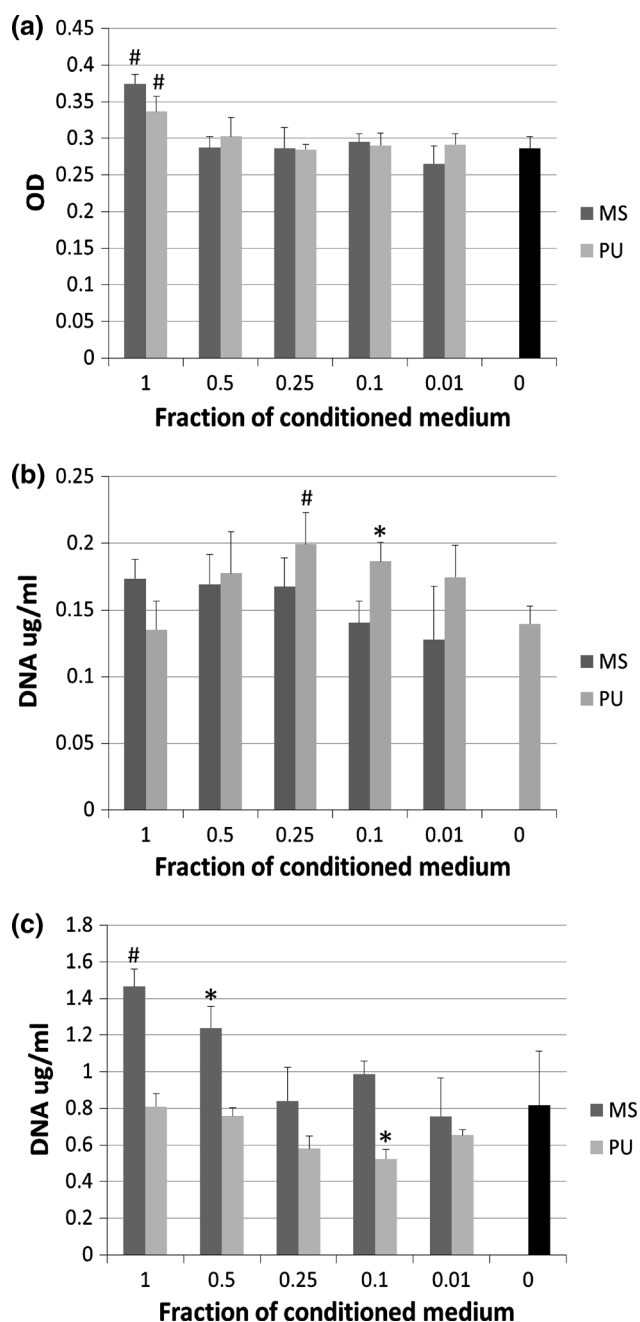 (a)
0.45
0.4
0.35
0.3
0.25
0.2
0.15
0.1
0.05
0
OD
# #
MS
PU
1 0.5 0.25 0.1 0.01 0
Fraction of conditioned medium
(b)
0.25
0.2
0.15
0.1
0.05
0
DNA ug/ml
# *
MS
PU
1 0.5 0.25 0.1 0.01 0
Fraction of conditioned medium
(c)
1.8
1.6
1.4
1.2
1
0.8
0.6
0.4
0.2
0
DNA ug/ml
# * *
MS
PU
1 0.5 0.25 0.1 0.01 0
Fraction of conditioned medium